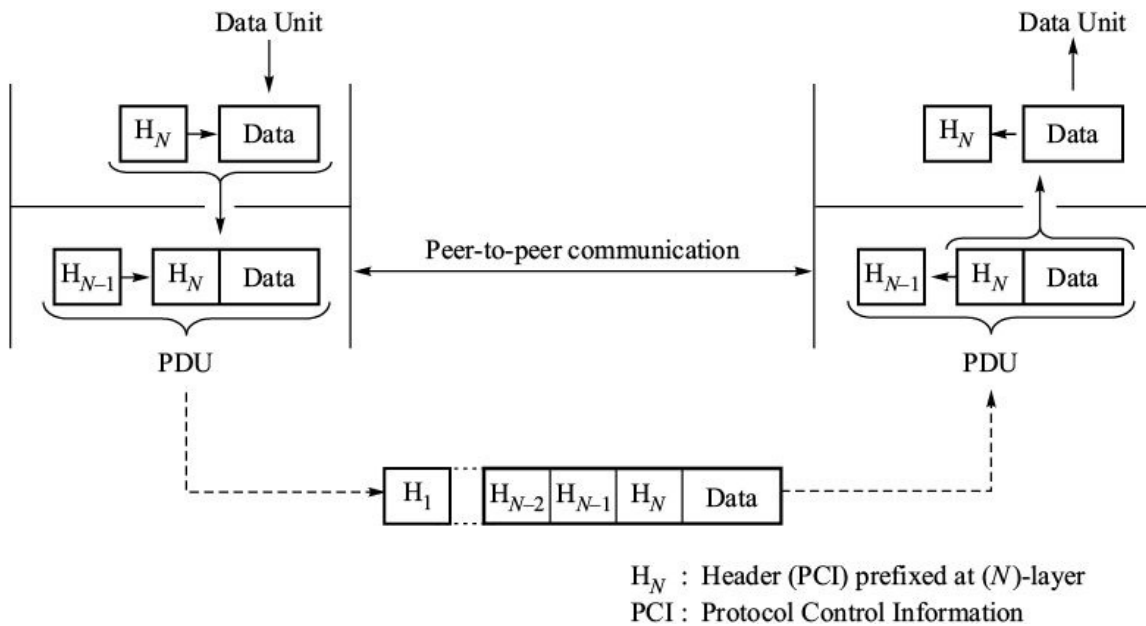 Data Unit
Data Unit
H_N Data
H_N Data
H_{N–1} H_N Data
Peer-to-peer communication
H_{N–1} H_N Data
PDU
PDU
H_1 H_{N–2} H_{N–1} H_N Data
H_N : Header (PCI) prefixed at (N)-layer
PCI : Protocol Control Information